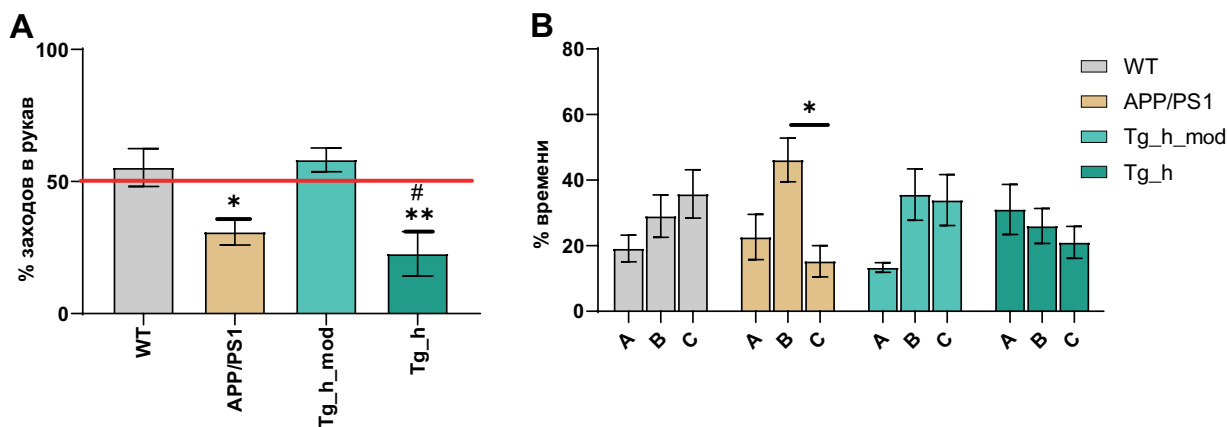 A
% заходов в рукав
100
50
0
*
#
**
WT
APP/PS1
Tg_h_mod
Tg_h
B
% времени
80
60
40
20
0
*
A B C A B C A B C A B C
WT
APP/PS1
Tg_h_mod
Tg_h